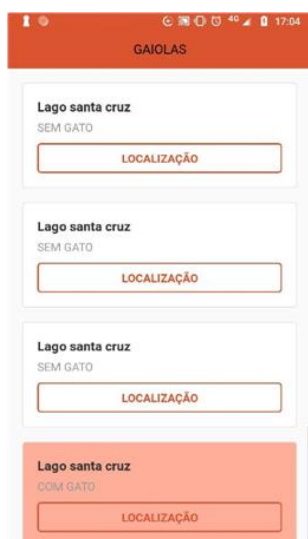 4G 17:04
GAIOLAS
Lago santa cruz
SEM GATO
LOCALIZAÇÃO
Lago santa cruz
SEM GATO
LOCALIZAÇÃO
Lago santa cruz
SEM GATO
LOCALIZAÇÃO
Lago santa cruz
COM GATO
LOCALIZAÇÃO